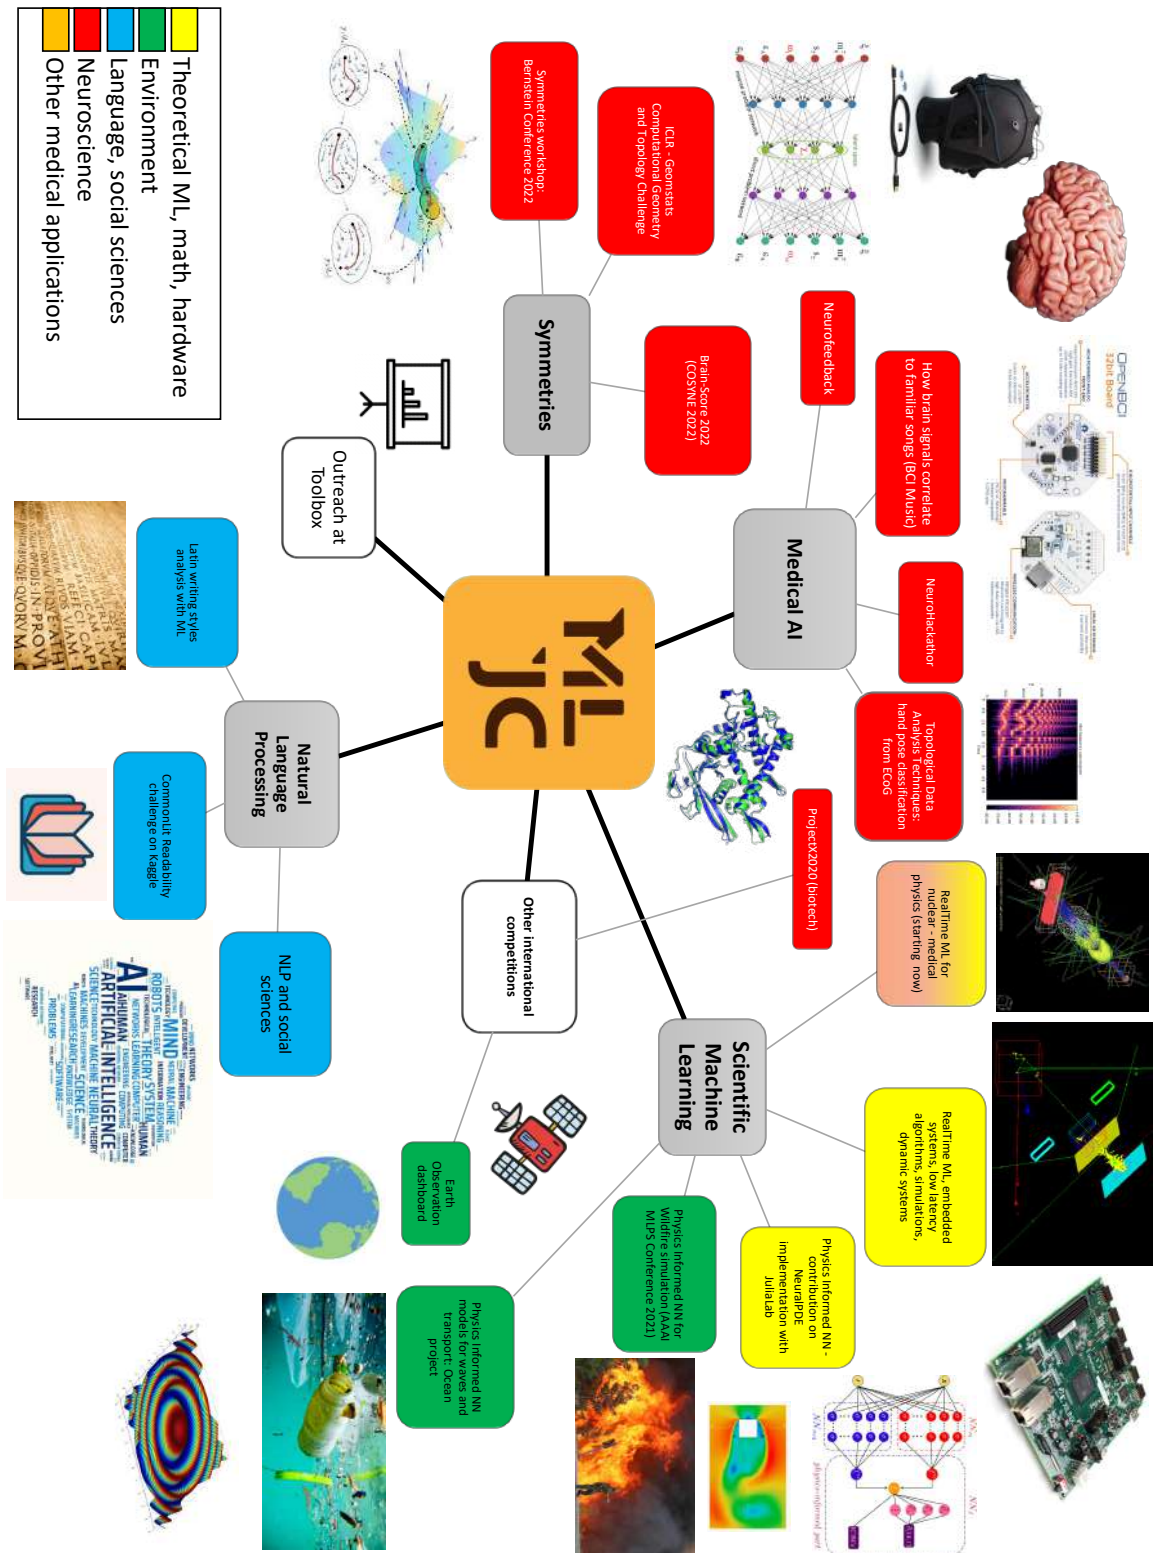 OPENBCI
32bit Board
ICLR - Geomstats
Computational Geometry
and Topology Challenge
Symmetries workshop:
Bernstein Conference 2022
Symmetries
Brain-Score 2022
(COSYNE 2022)
Neurofeedback
How brain signals correlate
to familiar songs (BCI Music)
NeuroHackathor
Topological Data
Analysis Techniques:
hand pose classification
from ECoG
Medical AI
RealTime ML for
nuclear - medical
physics (starting now)
RealTime ML, embedded
systems, low latency
algorithms, simulations,
dynamic systems
ProjectX2020 (biotech)
Scientific
Machine
Learning
Physics Informed NN -
contribution on
NeuralPDE
implementation with
JuliaLab
Physics Informed NN for
Wildfire simulation (AAAI
MLPS Conference 2021)
Physics Informed NN
models for waves and
transport: Ocean
project
ML
JC
Outreach at
Toolbox
Other international
competitions
Earth
Observation
dashboard
Natural
Language
Processing
Latin writing styles
analysis with ML
CommonLit Readability
challenge on Kaggle
NLP and social
sciences
AI
MIND
ARTIFICIAL INTELLIGENCE
Theoretical ML, math, hardware
Environment
Language, social sciences
Neuroscience
Other medical applications